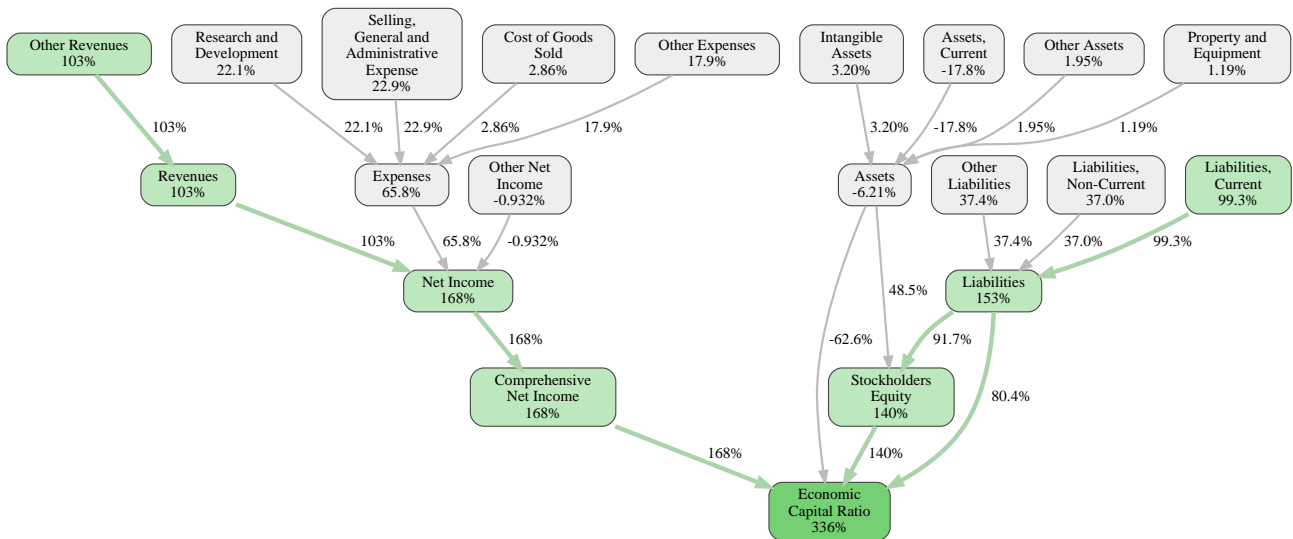 Other Revenues
103%
Research and
Development
22.1%
Selling,
General and
Administrative
Expense
22.9%
Cost of Goods
Sold
2.86%
Other Expenses
17.9%
Intangible
Assets
3.20%
Assets,
Current
-17.8%
Other Assets
1.95%
Property and
Equipment
1.19%
103%
22.1%
22.9%
2.86%
17.9%
3.20%
-17.8%
1.95%
1.19%
Revenues
103%
Expenses
65.8%
Other Net
Income
-0.932%
Assets
-6.21%
Other
Liabilities
37.4%
Liabilities,
Non-Current
37.0%
Liabilities,
Current
99.3%
103%
65.8%
-0.932%
48.5%
37.4%
37.0%
99.3%
Net Income
168%
Liabilities
153%
168%
-62.6%
91.7%
80.4%
Comprehensive
Net Income
168%
Stockholders
Equity
140%
168%
140%
Economic
Capital Ratio
336%